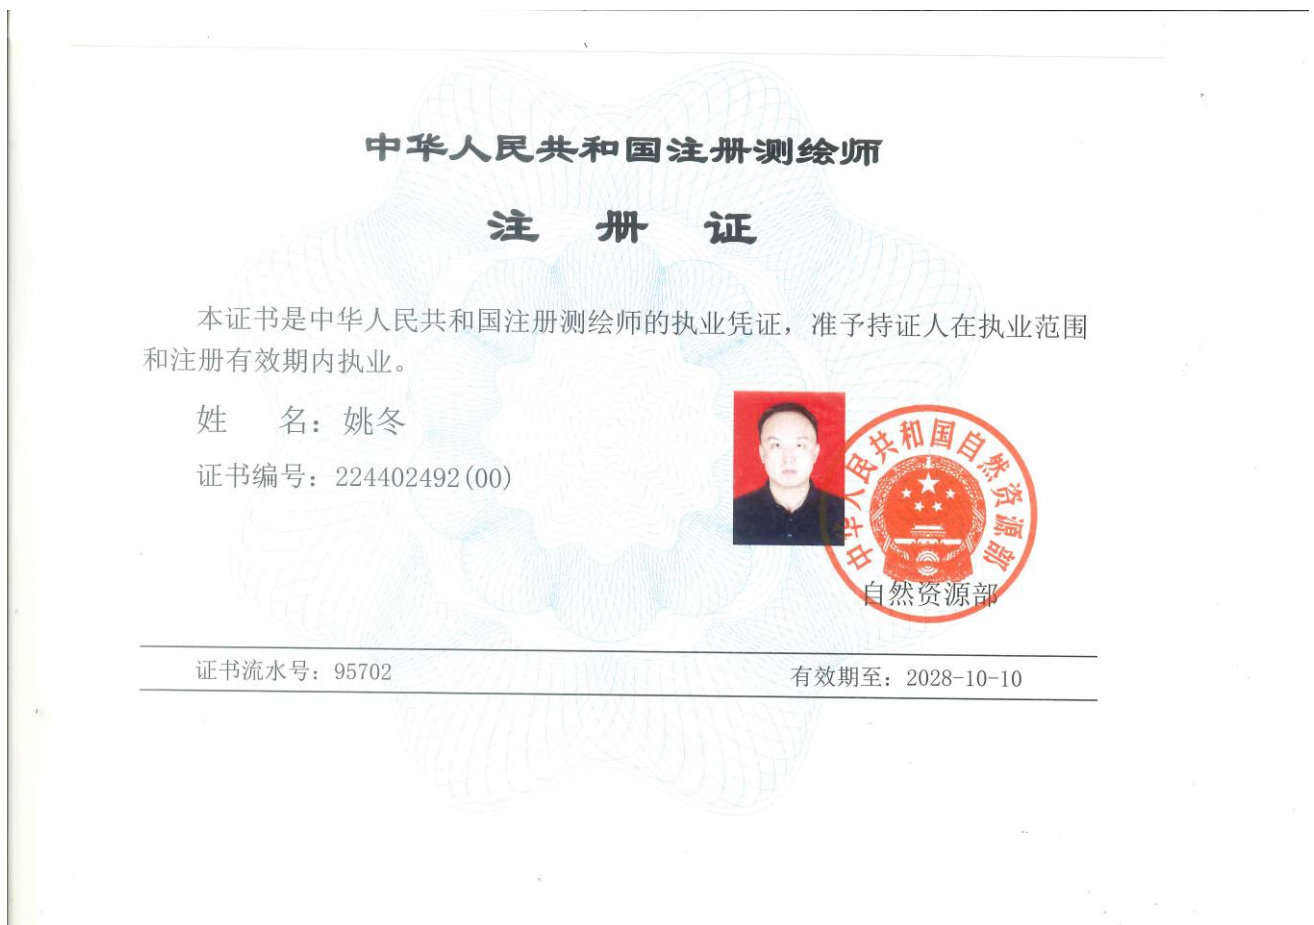 中华人民共和国注册测绘师
注 册 证
本证书是中华人民共和国注册测绘师的执业凭证，准予持证人在执业范围
和注册有效期内执业。
姓 名：姚冬
证书编号：224402492(00)
中华人民共和国自然资源部
自然资源部
证书流水号：95702
有效期至：2028-10-10